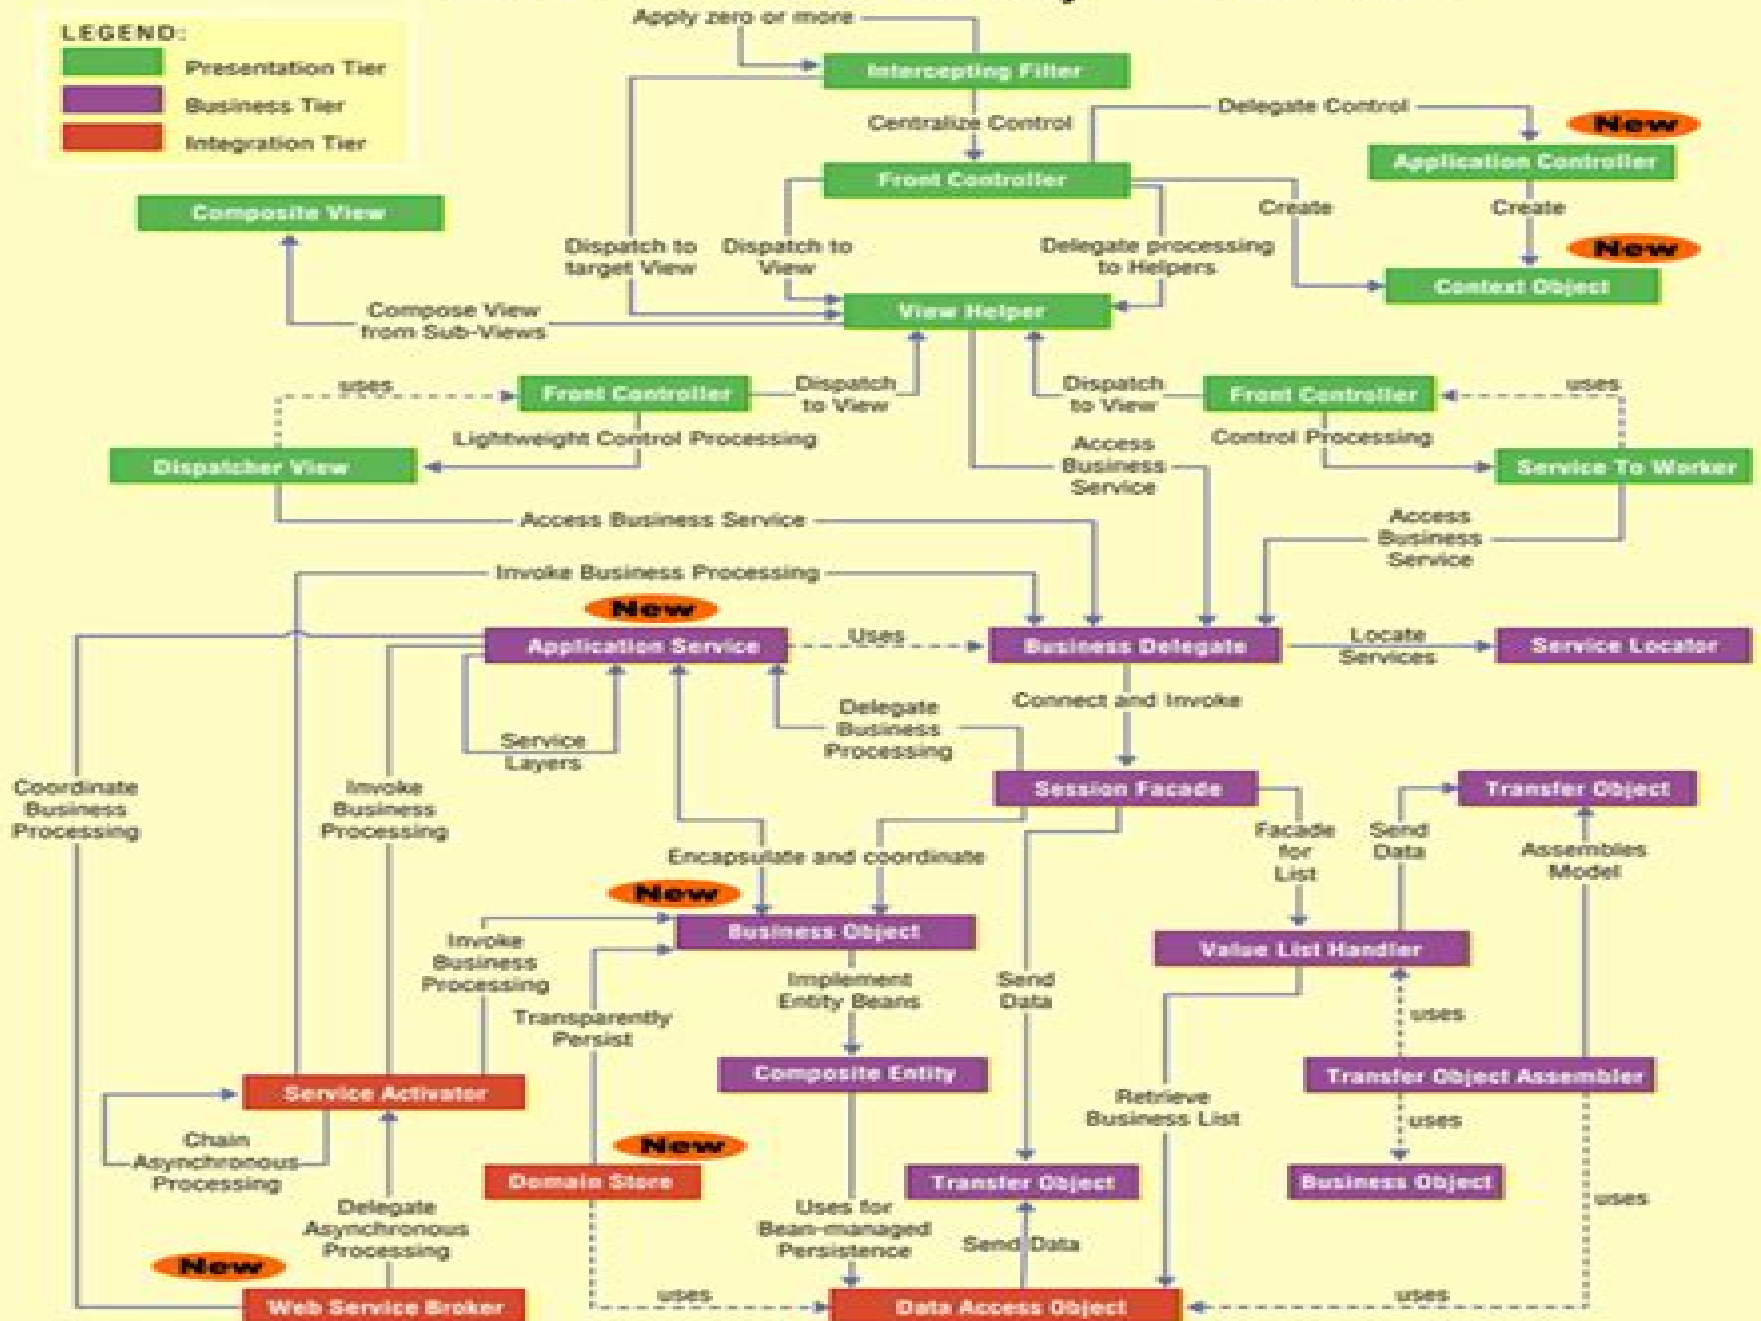 Apply zero or more
LEGEND:
Presentation Tier
Business Tier
Integration Tier
Intercepting Filter
Centralize Control
Delegate Control
New
Application Controller
Front Controller
Composite View
Create
Create
New
Dispatch to
target View
Dispatch to
View
Delegate processing
to Helpers
Context Object
View Helper
Compose View
from Sub-Views
uses
Front Controller
Dispatch
to View
Dispatch
to View
Front Controller
uses
Lightweight Control Processing
Access
Business
Service
Control Processing
Dispatcher View
Service To Worker
Access Business Service
Access
Business
Service
Invoke Business Processing
New
Application Service
Uses
Business Delegate
Locate
Services
Service Locator
Connect and Invoke
Delegate
Business
Processing
Service
Layers
Coordinate
Business
Processing
Invoke
Business
Processing
Session Facade
Transfer Object
Facade
for
List
Send
Data
Assembles
Model
Encapsulate and coordinate
New
Business Object
Value List Handler
Invoke
Business
Processing
Implement
Entity Beans
Send
Data
Transparently
Persist
uses
Composite Entity
Transfer Object Assembler
Service Activator
Retrieve
Business List
uses
Chain
Asynchronous
Processing
New
Domain Store
Transfer Object
Business Object
uses
Delegate
Asynchronous
Processing
Uses for
Bean-managed
Persistence
Send Data
New
Web Service Broker
uses
Data Access Object
uses